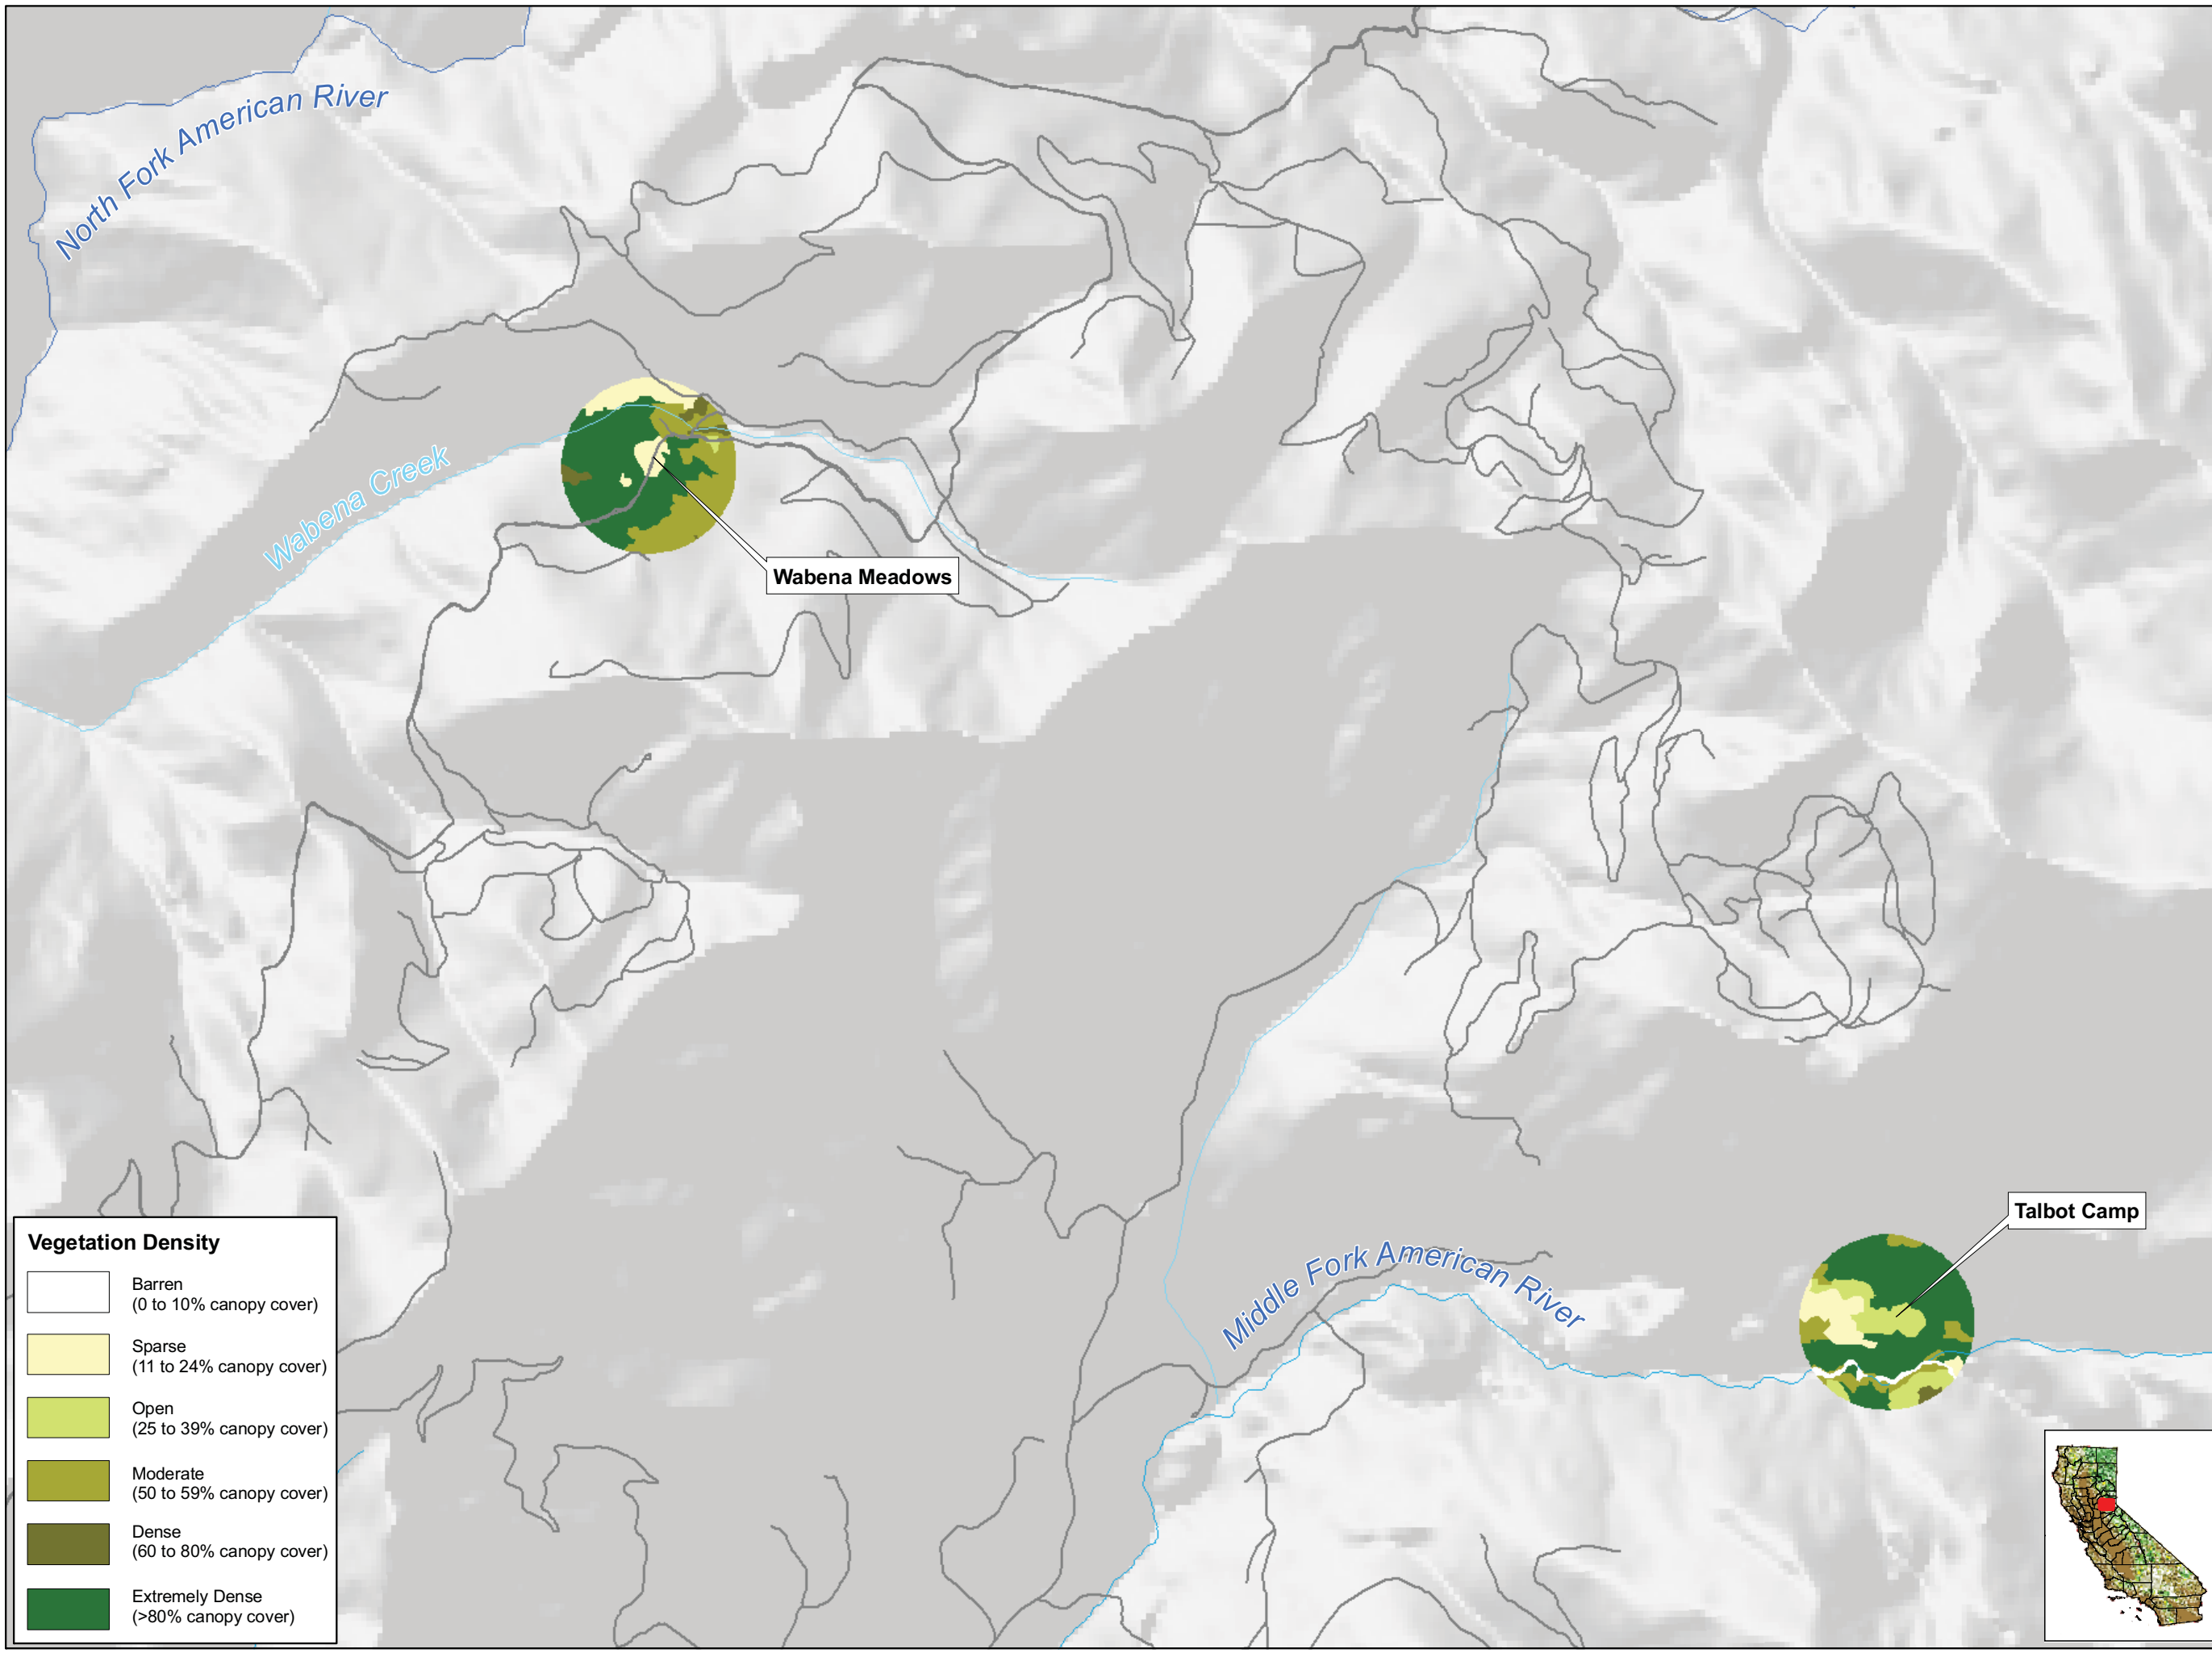 North Fork American River
Wabena Creek
Wabena Meadows
Talbot Camp
Middle Fork American River
Vegetation Density
Barren
(0 to 10% canopy cover)
Sparse
(11 to 24% canopy cover)
Open
(25 to 39% canopy cover)
Moderate
(50 to 59% canopy cover)
Dense
(60 to 80% canopy cover)
Extremely Dense
(>80% canopy cover)